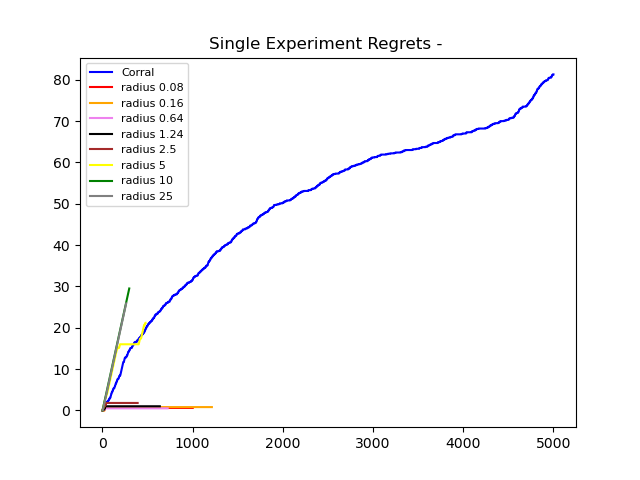 Single Experiment Regrets -
Corral
radius 0.08
radius 0.16
radius 0.64
radius 1.24
radius 2.5
radius 5
radius 10
radius 25
80
70
60
50
40
30
20
10
0
0 1000 2000 3000 4000 5000